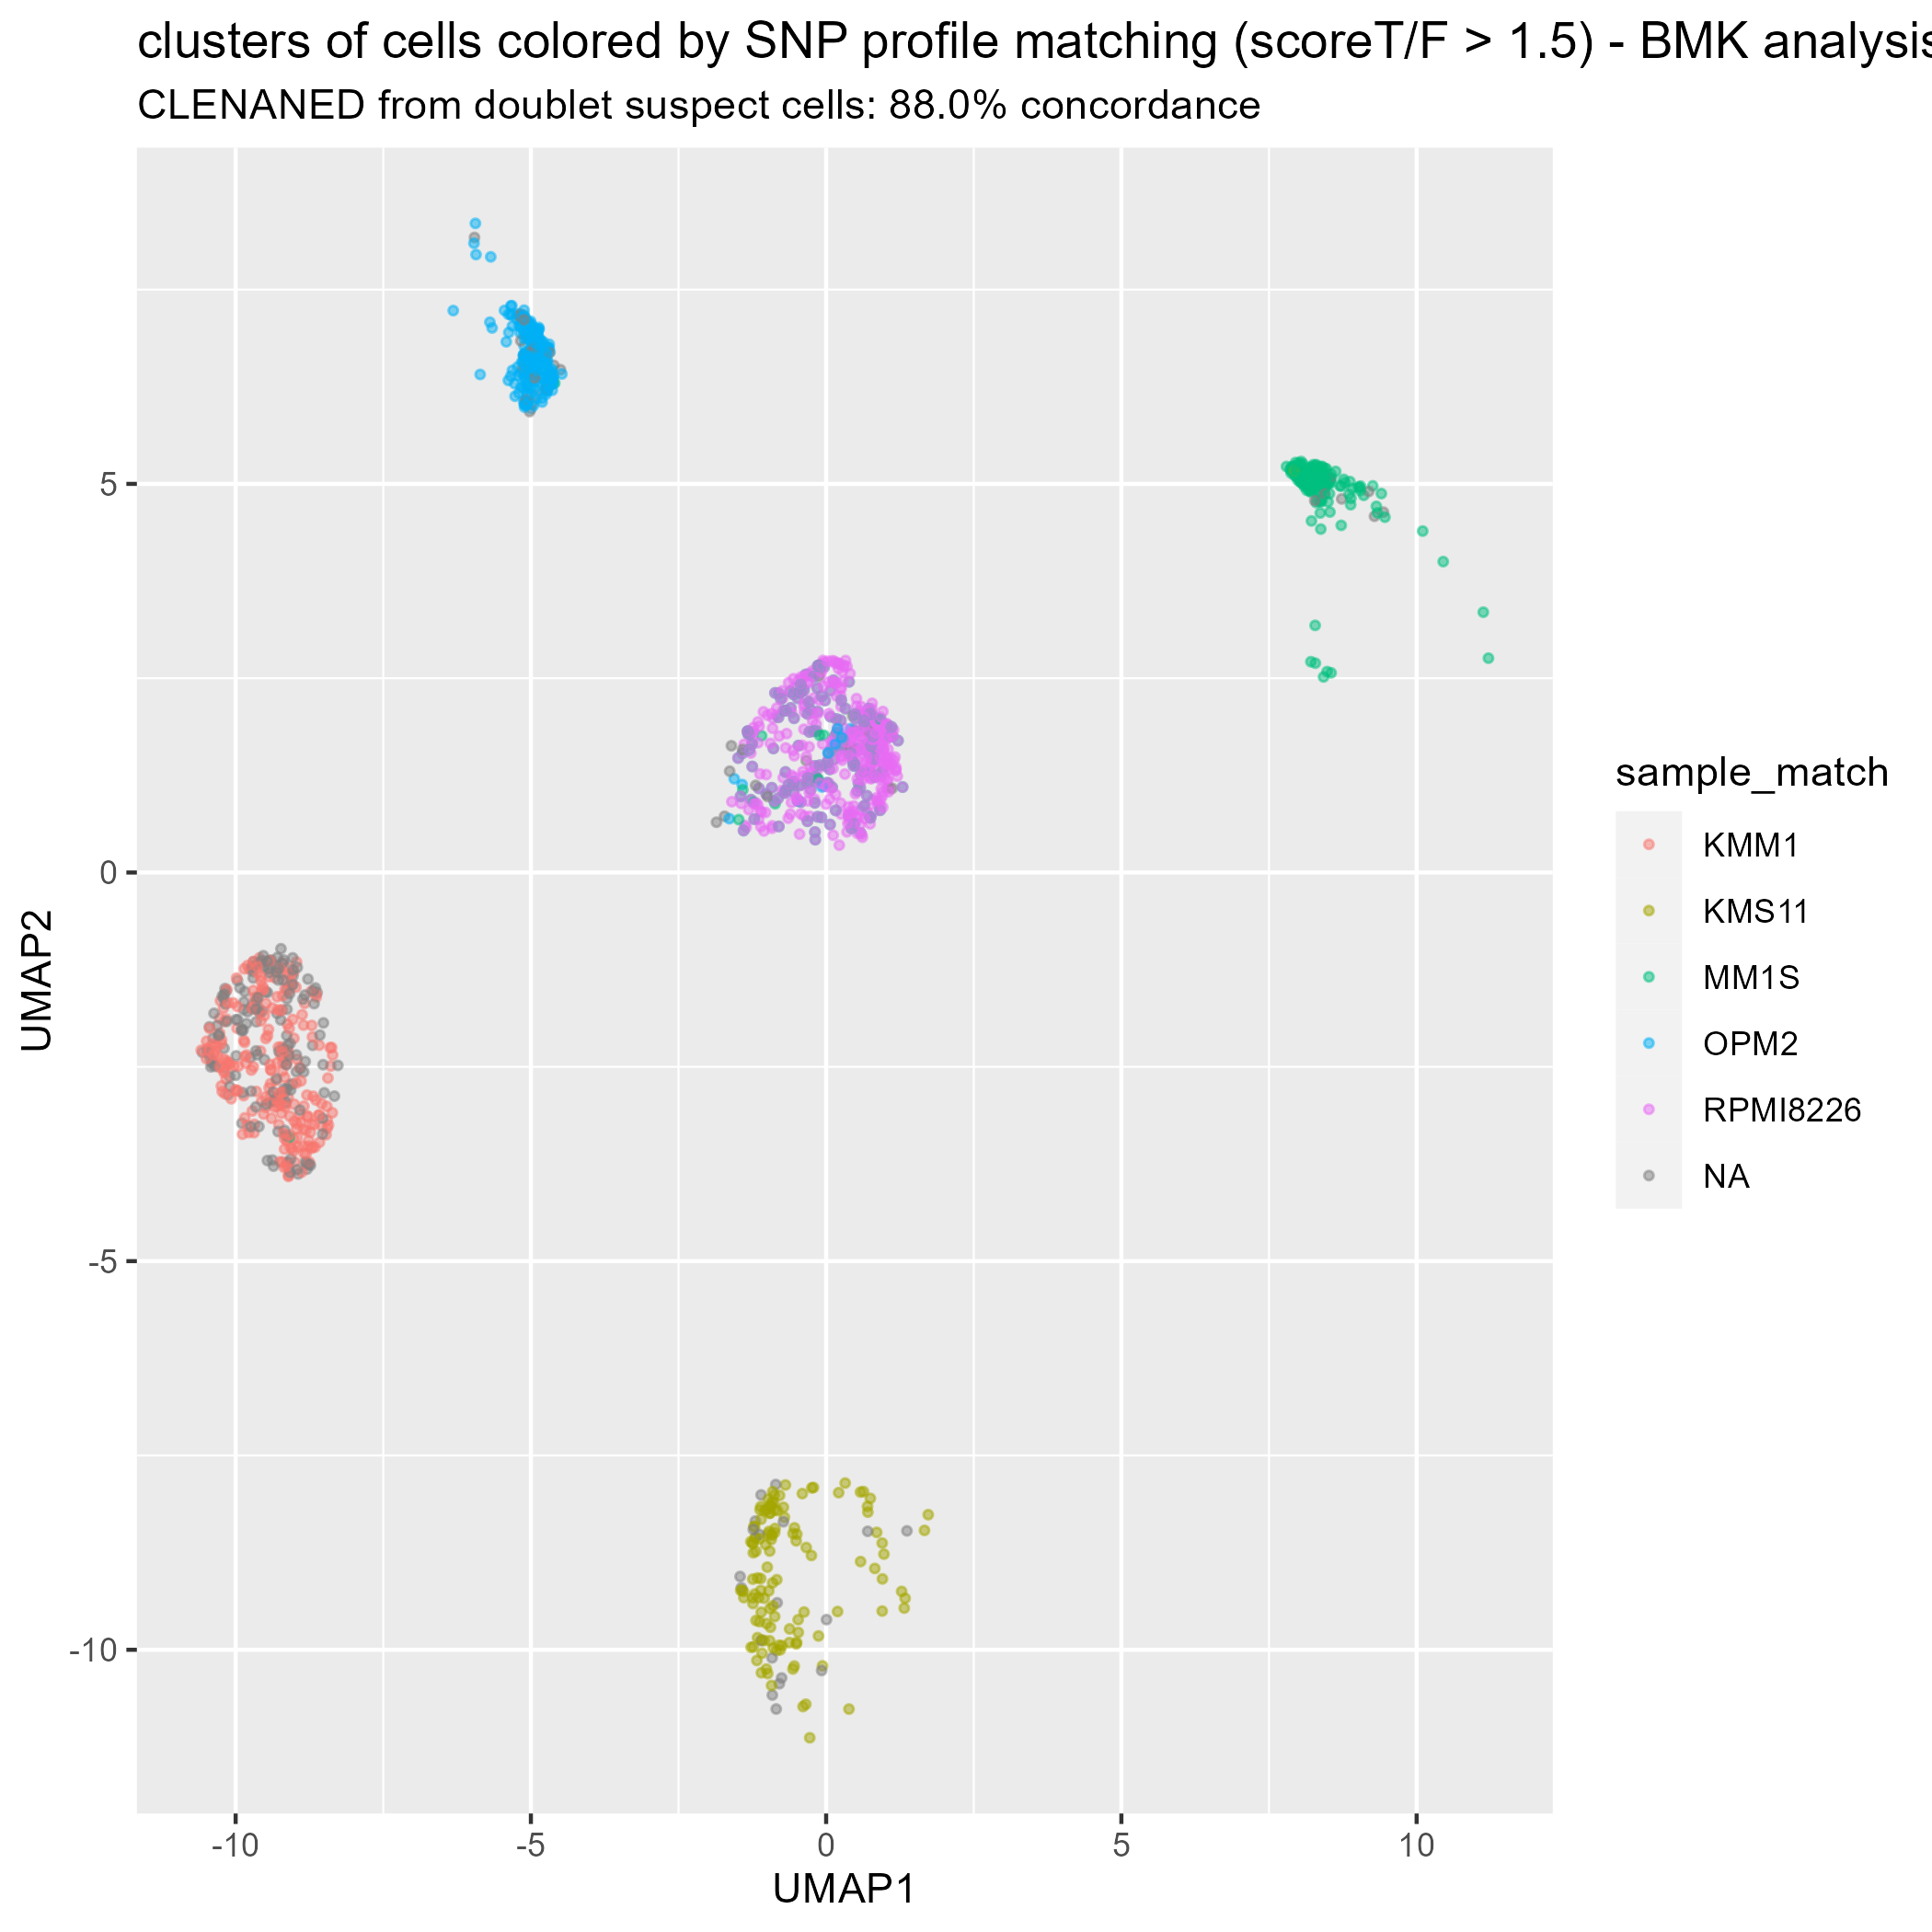 clusters of cells colored by SNP profile matching (scoreT/F > 1.5) - BMK analysis
CLENANED from doublet suspect cells: 88.0% concordance
5
0
-5
-10
UMAP2
-10
-5
0
5
10
UMAP1
sample_match
KMM1
KMS11
MM1S
OPM2
RPMI8226
NA